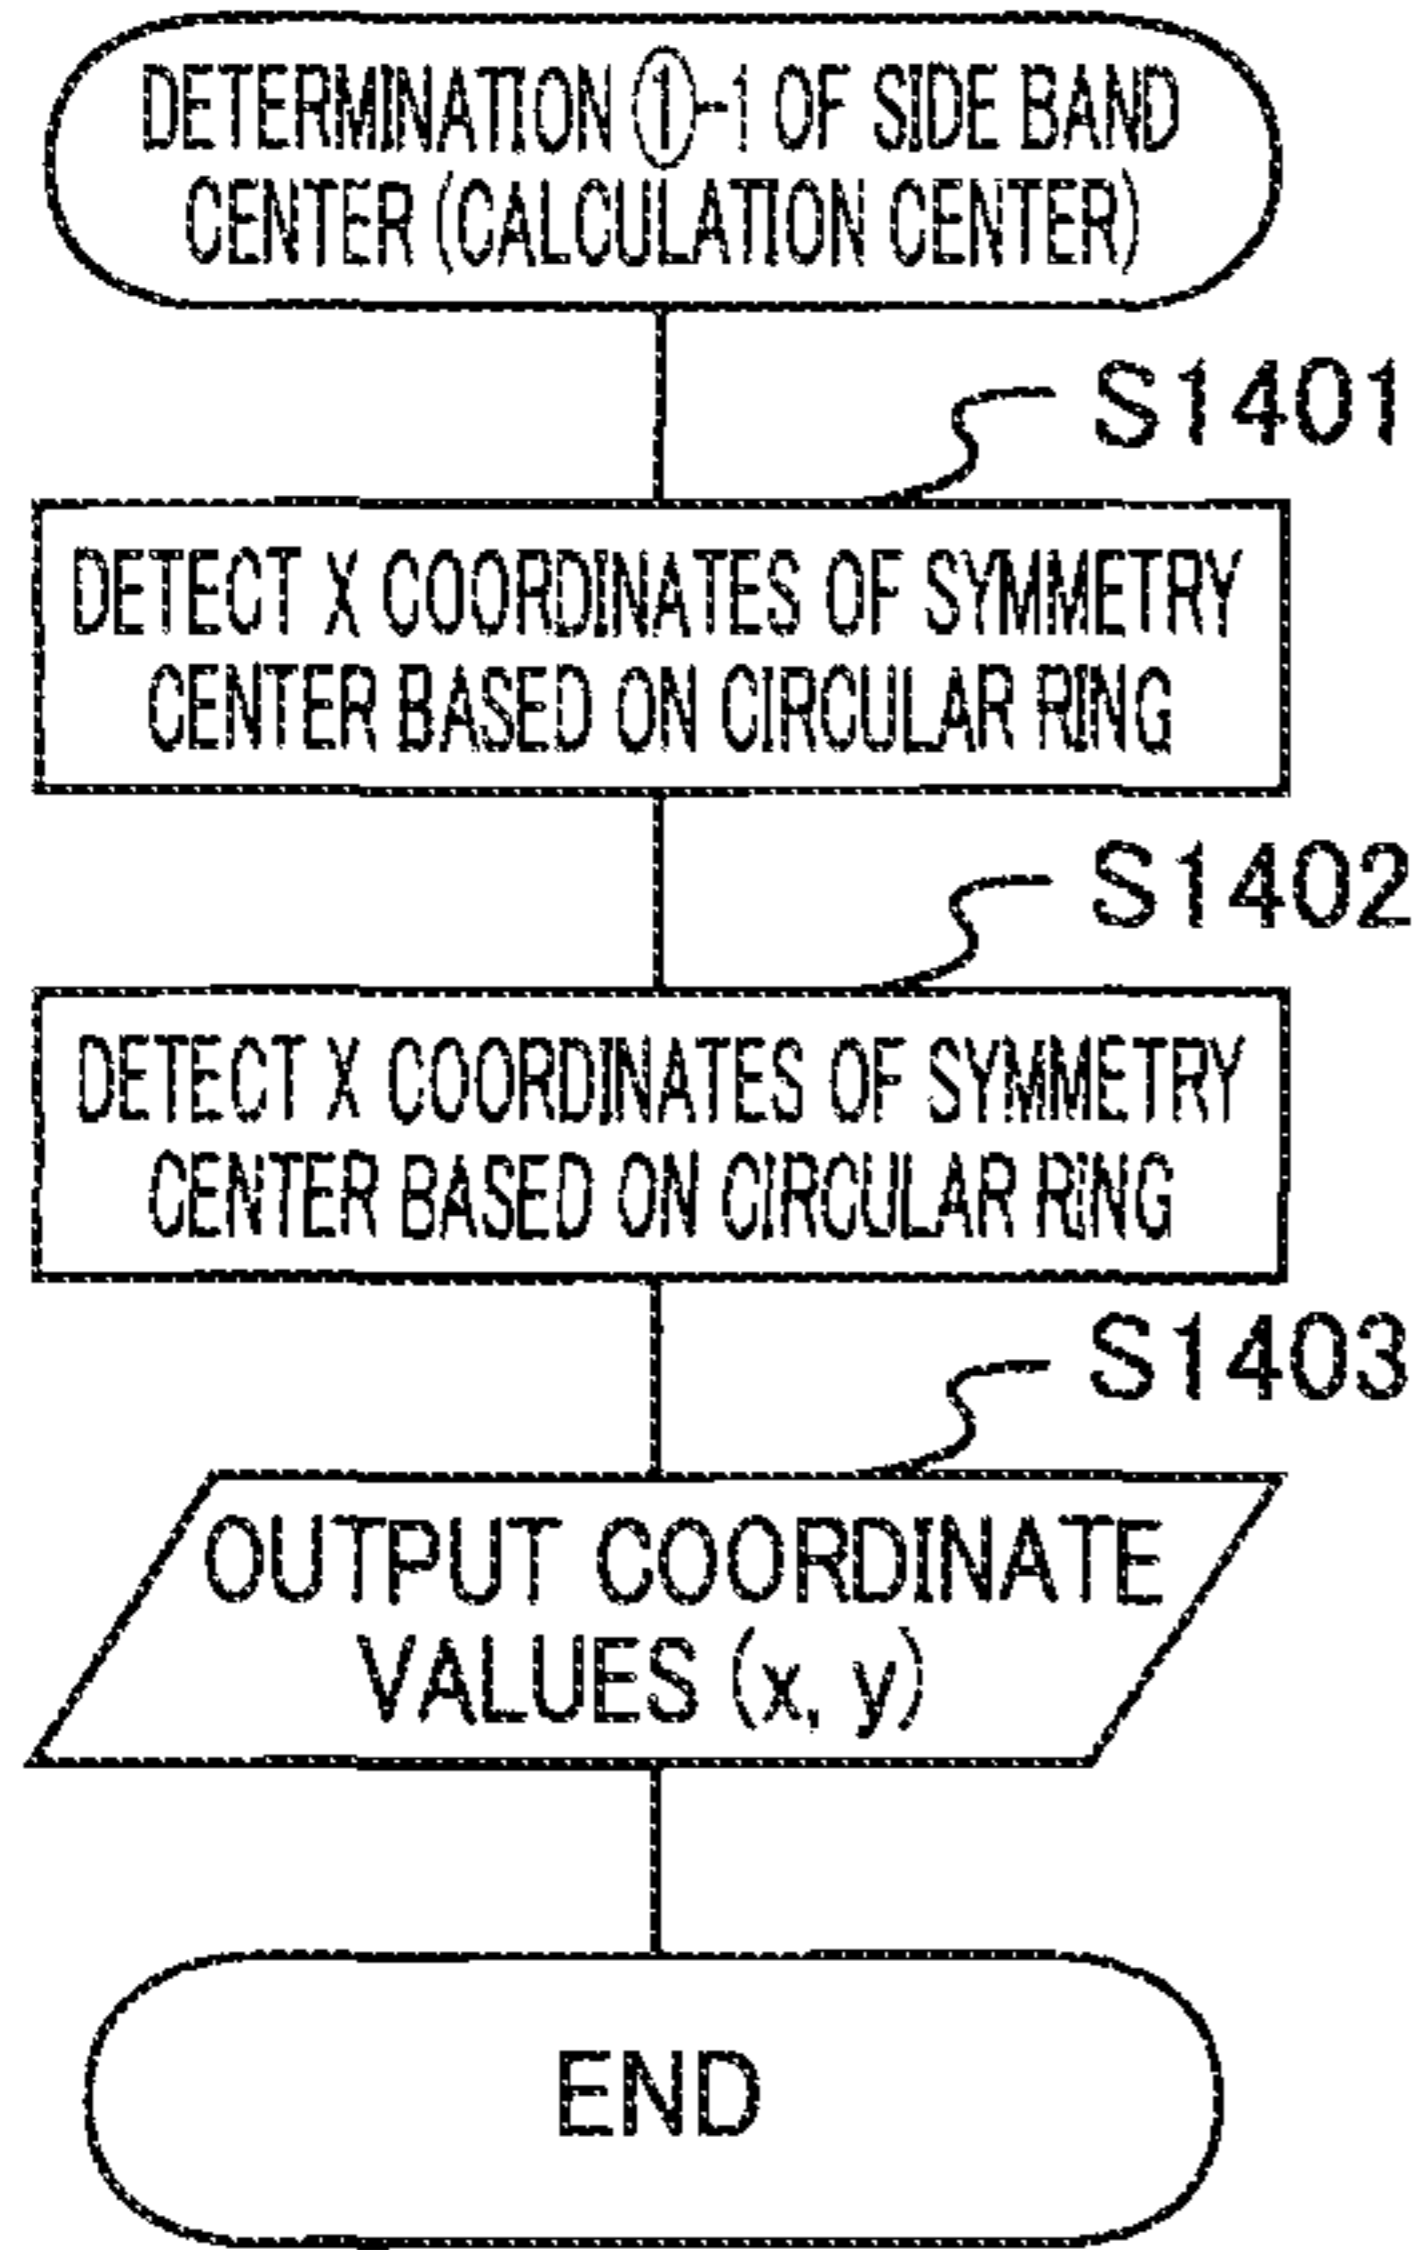 DETERMINATION ①-1 OF SIDE BAND
CENTER (CALCULATION CENTER)
S1401
DETECT X COORDINATES OF SYMMETRY
CENTER BASED ON CIRCULAR RING
S1402
DETECT X COORDINATES OF SYMMETRY
CENTER BASED ON CIRCULAR RING
S1403
OUTPUT COORDINATE
VALUES (x, y)
END